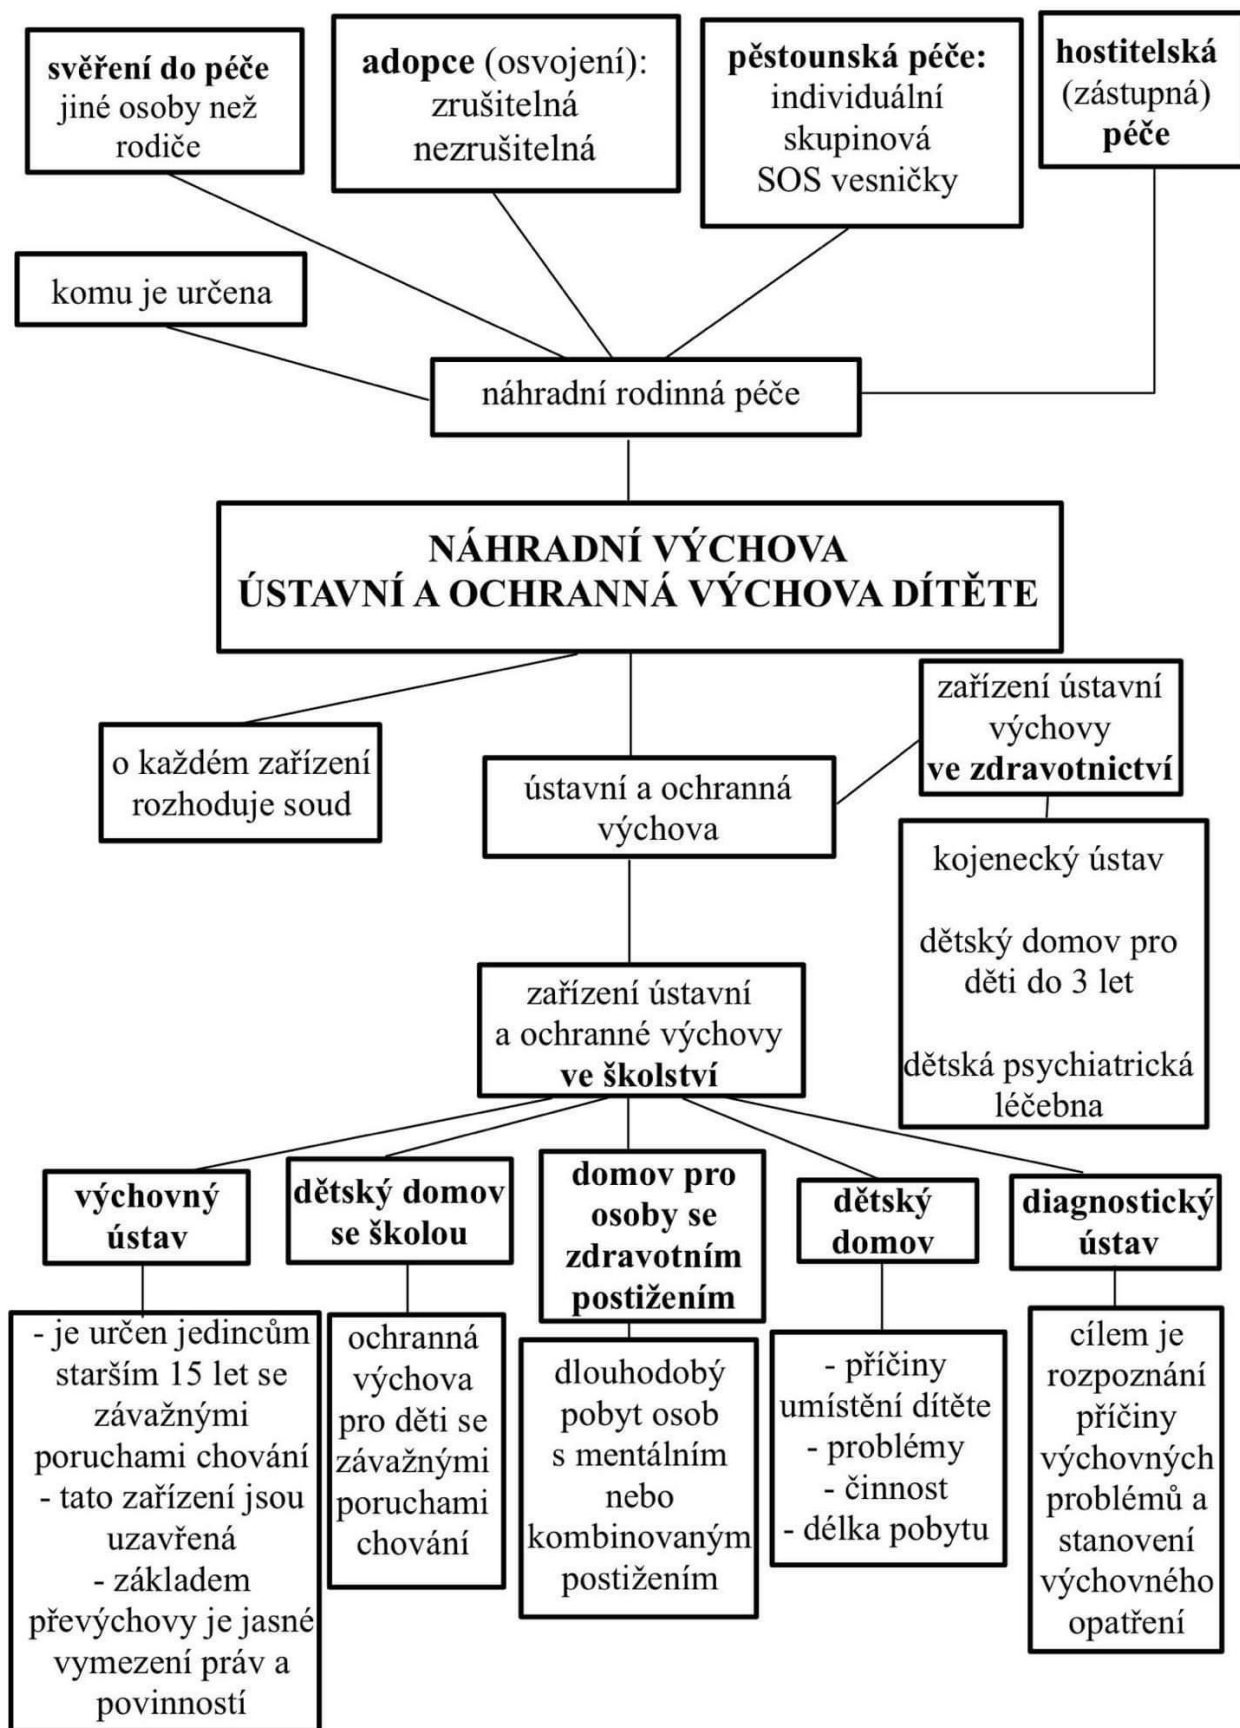 svěření do péče
jiné osoby než
rodiče
adopce (osvojení):
zrušitelná
nezrušitelná
pěstounská péče:
individuální
skupinová
SOS vesničky
hostitelská
(zástupná)
péče
komu je určena
náhradní rodinná péče
NÁHRADNÍ VÝCHOVA
ÚSTAVNÍ A OCHRANNÁ VÝCHOVA DÍTĚTE
o každém zařízení
rozhoduje soud
ústavní a ochranná
výchova
zařízení ústavní
výchovy
ve zdravotnictví
kojenecký ústav
dětský domov pro
děti do 3 let
dětská psychiatrická
léčebna
zařízení ústavní
a ochranné výchovy
ve školství
výchovný
ústav
- je určen jedincům
starším 15 let se
závažnými
poruchami chování
- tato zařízení jsou
uzavřená
- základem
převýchovy je jasné
vymezení práv a
povinností
dětský domov
se školou
ochranná
výchova
pro děti se
závažnými
poruchami
chování
domov pro
osoby se
zdravotním
postižením
dlouhodobý
pobyt osob
s mentálním
nebo
kombinovaným
postižením
dětský
domov
- příčiny
umístění dítěte
- problémy
- činnost
- délka pobytu
diagnostický
ústav
cílem je
rozpoznání
příčiny
výchovných
problémů a
stanovení
výchovného
opatření